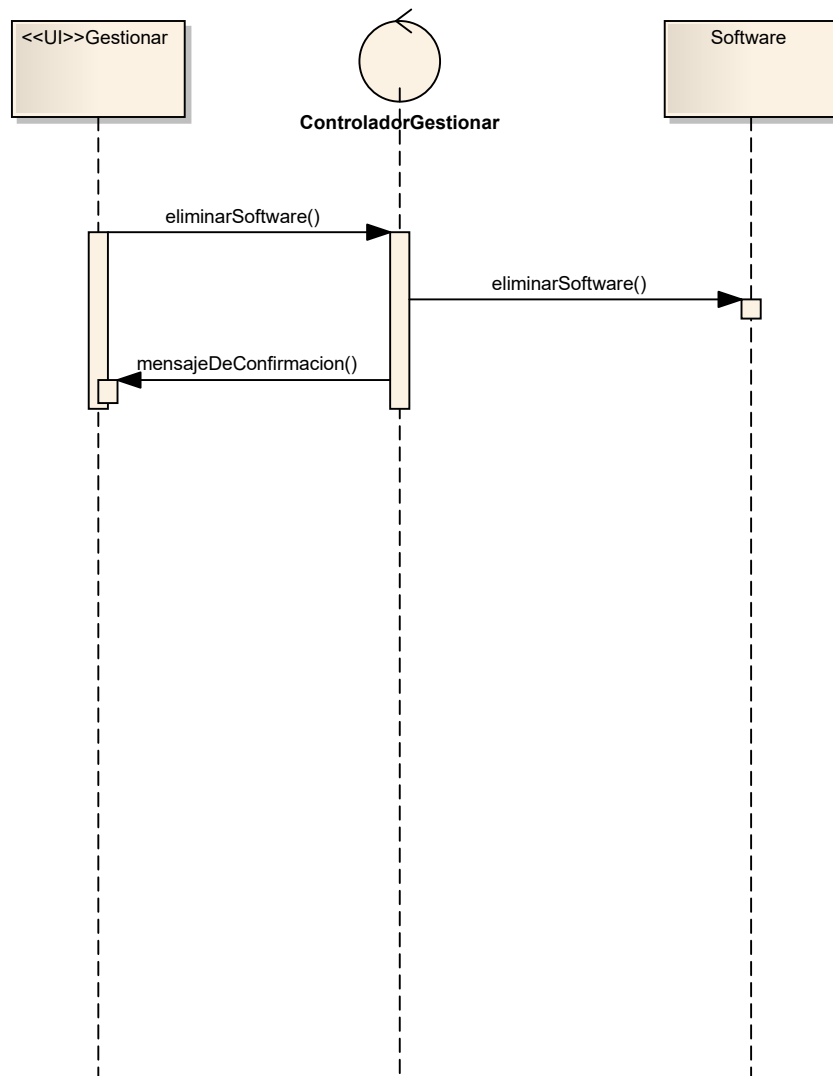 <<UI>>Gestionar
Software
ControladorGestionar
eliminarSoftware()
eliminarSoftware()
mensajeDeConfirmacion()